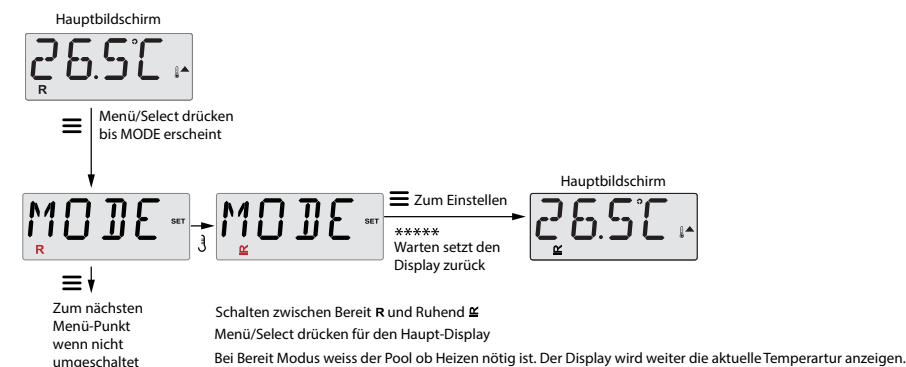 Hauptbildschirm
26.5°C
R
Menü/Select drücken
bis MODE erscheint
MODE SET
R
MODE SET
R
Zum Einstellen
*****
Warten setzt den
Display zurück
Hauptbildschirm
26.5°C
R
Zum nächsten
Menü-Punkt
wenn nicht
umgeschaltet
Schalten zwischen Bereit R und Ruhend R
Menü/Select drücken für den Haupt-Display
Bei Bereit Modus weiss der Pool ob Heizen nötig ist. Der Display wird weiter die aktuelle Temperartur anzeigen.